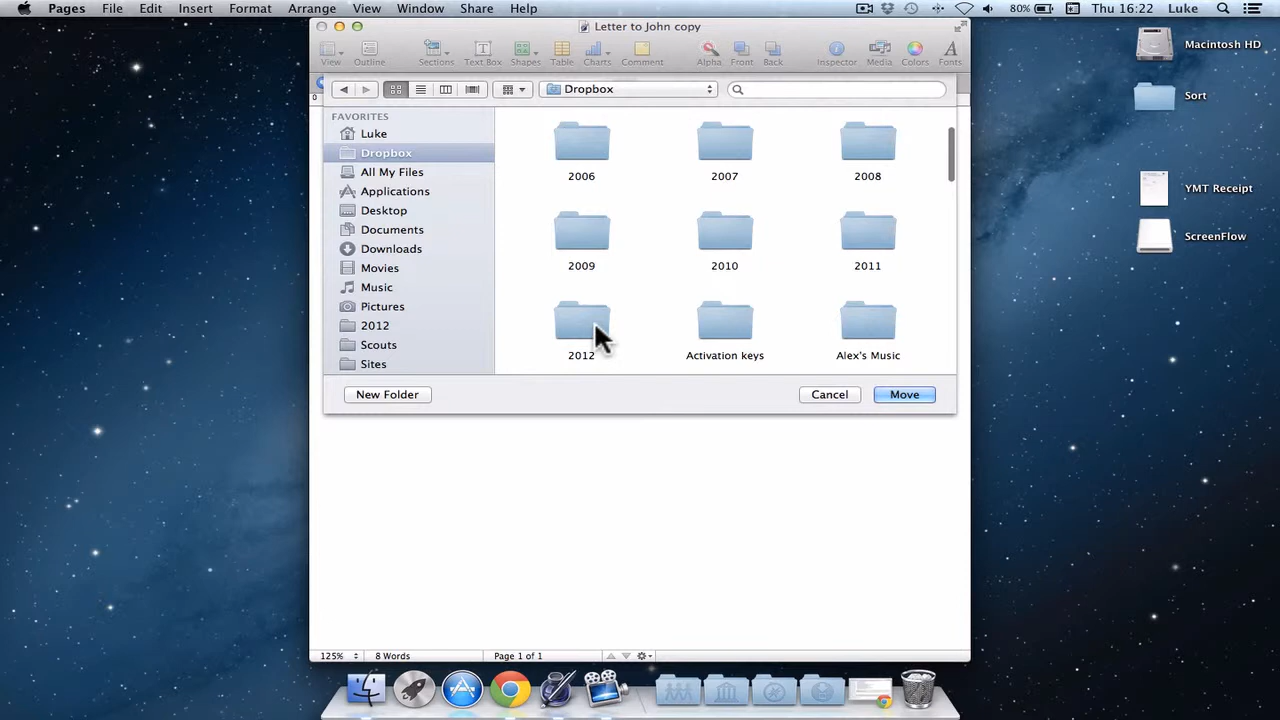 Pages File Edit Insert Format Arrange View Window Share Help 80% Thu 16:22 Luke
Letter to John copy
View Outline Sections Text Box Shapes Table Charts Comment Alpha Front Back Inspector Media Colors Fonts
Dropbox
0
FAVORITES
Luke
Dropbox
All My Files
Applications
Desktop
Documents
Downloads
Movies
Music
Pictures
2012
Scouts
Sites
2006 2007 2008
2009 2010 2011
2012 Activation keys Alex's Music
New Folder Cancel Move
125% 8 Words Page 1 of 1
Macintosh HD
Sort
YMT Receipt
ScreenFlow